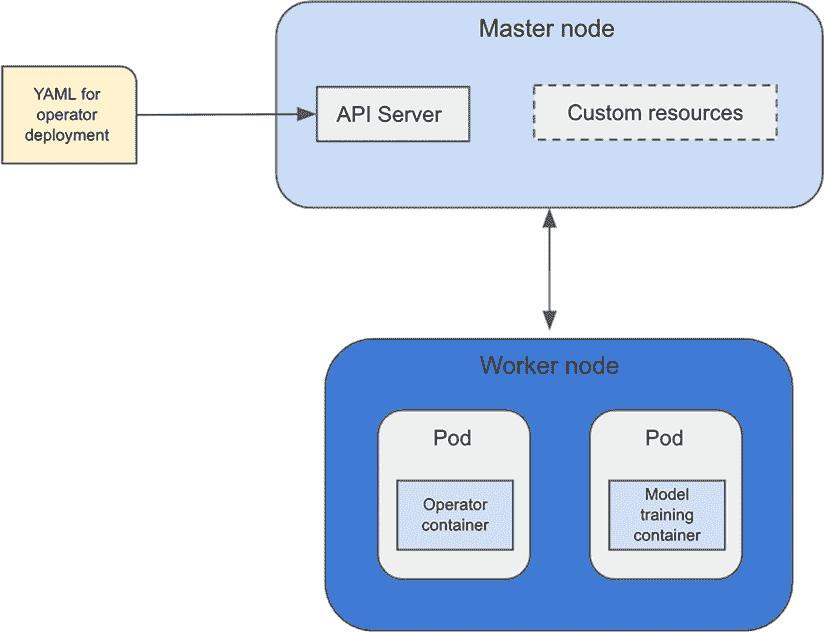 Master node
YAML for
operator
deployment
API Server
Custom resources
Worker node
Pod
Operator
container
Pod
Model
training
container